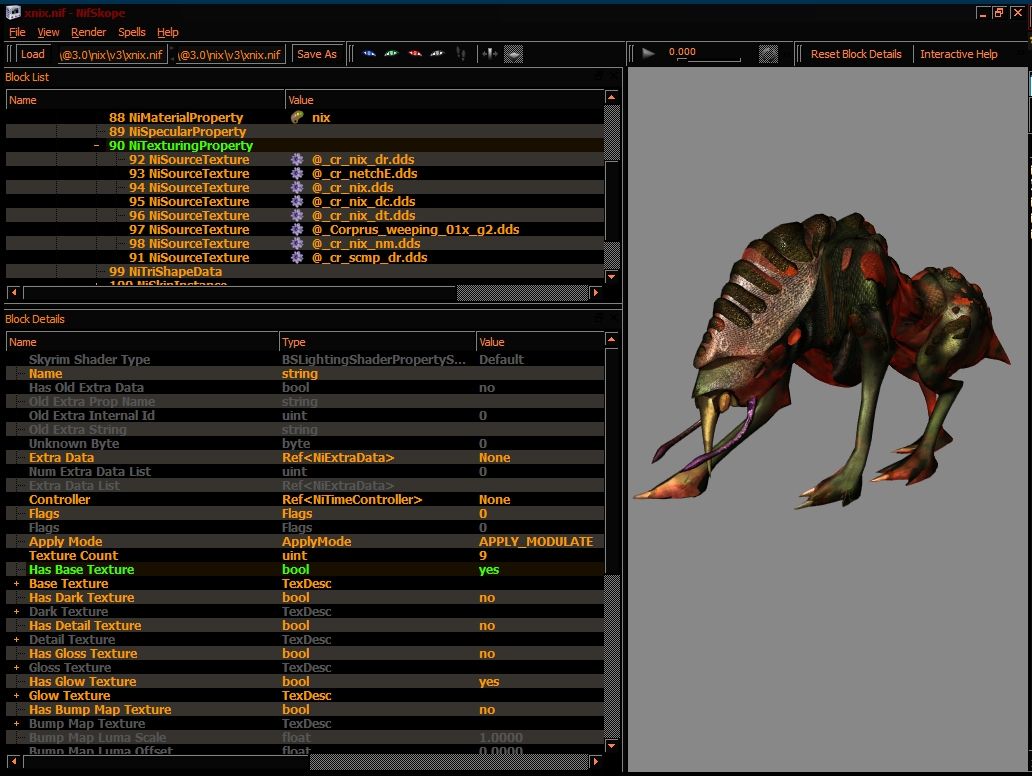 xnix.nif - NifSkope
File View Render Spells Help
Load \@3.0\nix\v3\xnix.nif \@3.0\nix\v3\xnix.nif Save As 0.000 Reset Block Details Interactive Help
Block List
Name Value
88 NiMaterialProperty nix
89 NiSpecularProperty
90 NiTexturingProperty
92 NiSourceTexture @_cr_nix_dr.dds
93 NiSourceTexture @_cr_netchE.dds
94 NiSourceTexture @_cr_nix.dds
95 NiSourceTexture @_cr_nix_dc.dds
96 NiSourceTexture @_cr_nix_dt.dds
97 NiSourceTexture @_Corprus_weeping_01x_g2.dds
98 NiSourceTexture @_cr_nix_nm.dds
91 NiSourceTexture @_cr_scmp_dr.dds
99 NiTriShapeData
100 NiSkinInstance
Block Details
Name Type Value
Skyrim Shader Type BSLightingShaderPropertyS... Default
Name string
Has Old Extra Data bool no
Old Extra Prop Name string
Old Extra Internal Id uint 0
Old Extra String string
Unknown Byte byte 0
Extra Data Ref<NiExtraData> None
Num Extra Data List uint 0
Extra Data List Ref<NiExtraData>
Controller Ref<NiTimeController> None
Flags Flags 0
Flags Flags 0
Apply Mode ApplyMode APPLY_MODULATE
Texture Count uint 9
Has Base Texture bool yes
Base Texture TexDesc
Has Dark Texture bool no
Dark Texture TexDesc
Has Detail Texture bool no
Detail Texture TexDesc
Has Gloss Texture bool no
Gloss Texture TexDesc
Has Glow Texture bool yes
Glow Texture TexDesc
Has Bump Map Texture bool no
Bump Map Texture TexDesc
Bump Map Luma Scale float 1.0000
Bump Map Luma Offset float 0.0000